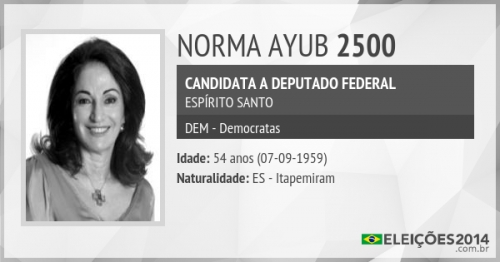 NORMA AYUB 2500
CANDIDATA A DEPUTADO FEDERAL
ESPÍRITO SANTO
DEM - Democratas
Idade: 54 anos (07-09-1959)
Naturalidade: ES - Itapemiram
ELEIÇÕES2014
.com.br